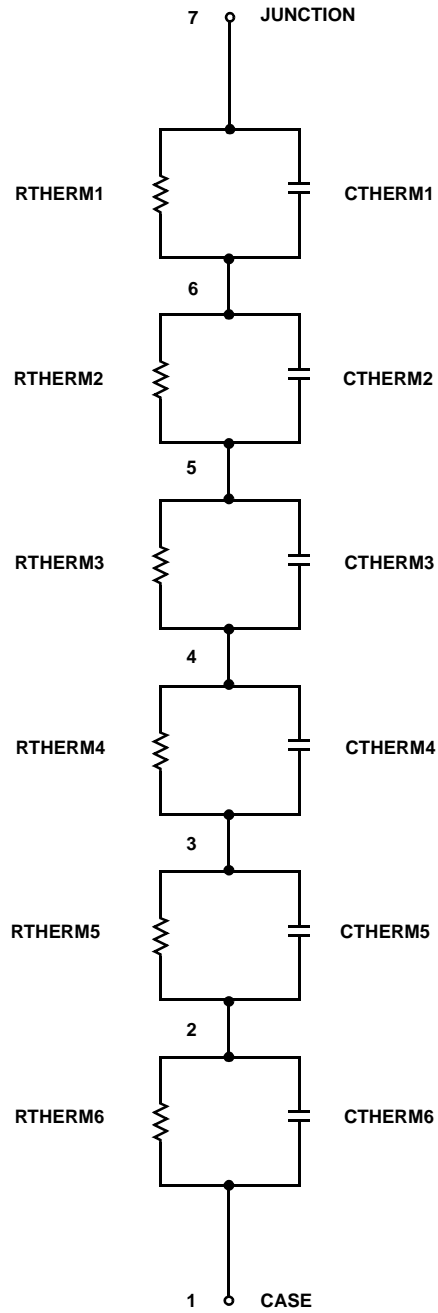 7 JUNCTION
RTHERM1 CTHERM1
6
RTHERM2 CTHERM2
5
RTHERM3 CTHERM3
4
RTHERM4 CTHERM4
3
RTHERM5 CTHERM5
2
RTHERM6 CTHERM6
1 CASE